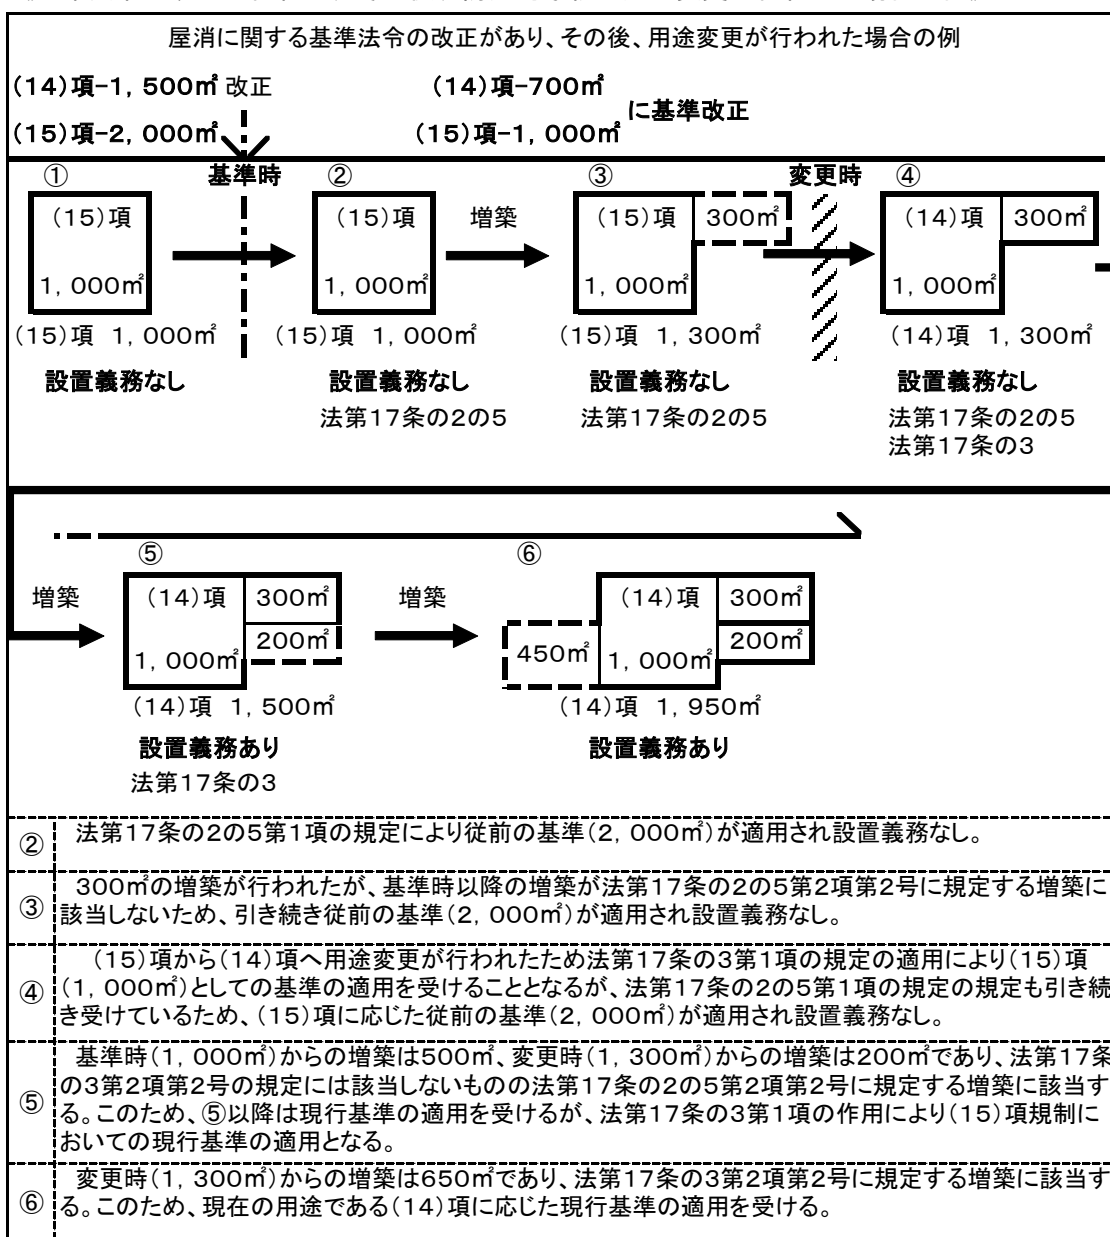 屋消に関する基準法令の改正があり、その後、用途変更が行われた場合の例
(14)項-1,500㎡ 改正
(14)項-700㎡
に基準改正
(15)項-2,000㎡
(15)項-1,000㎡
① 基準時 ② ③ 変更時 ④
(15)項
1,000㎡
(15)項 1,000㎡
設置義務なし
(15)項
1,000㎡
(15)項 1,000㎡
設置義務なし
法第17条の2の5
増築
(15)項 300㎡
1,000㎡
(15)項 1,300㎡
設置義務なし
法第17条の2の5
(14)項 300㎡
1,000㎡
(14)項 1,300㎡
設置義務なし
法第17条の2の5
法第17条の3
増築
⑤
(14)項 300㎡
200㎡
1,000㎡
(14)項 1,500㎡
設置義務あり
法第17条の3
増築
⑥
(14)項 300㎡
200㎡
450㎡ 1,000㎡
(14)項 1,950㎡
設置義務あり
② 法第17条の2の5第1項の規定により従前の基準(2,000㎡)が適用され設置義務なし。
③ 300㎡の増築が行われたが、基準時以降の増築が法第17条の2の5第2項第2号に規定する増築に
該当しないため、引き続き従前の基準(2,000㎡)が適用され設置義務なし。
④ (15)項から(14)項へ用途変更が行われたため法第17条の3第1項の規定の適用により(15)項
(1,000㎡)としての基準の適用を受けることとなるが、法第17条の2の5第1項の規定の規定も引き続
き受けているため、(15)項に応じた従前の基準(2,000㎡)が適用され設置義務なし。
⑤ 基準時(1,000㎡)からの増築は500㎡、変更時(1,300㎡)からの増築は200㎡であり、法第17条
の3第2項第2号の規定には該当しないものの法第17条の2の5第2項第2号に規定する増築に該当す
る。このため、⑤以降は現行基準の適用を受けるが、法第17条の3第1項の作用により(15)項規制に
おいての現行基準の適用となる。
⑥ 変更時(1,300㎡)からの増築は650㎡であり、法第17条の3第2項第2号に規定する増築に該当す
る。このため、現在の用途である(14)項に応じた現行基準の適用を受ける。